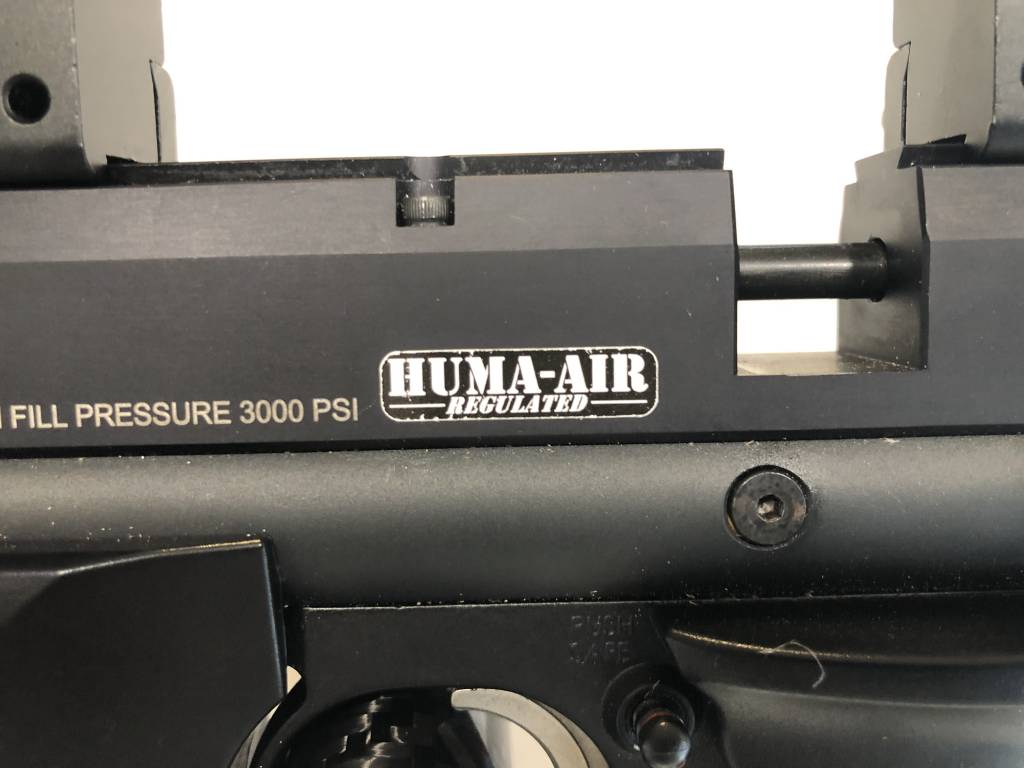 HUMA-AIR
REGULATED
FILL PRESSURE 3000 PSI
PUSH
SAFE